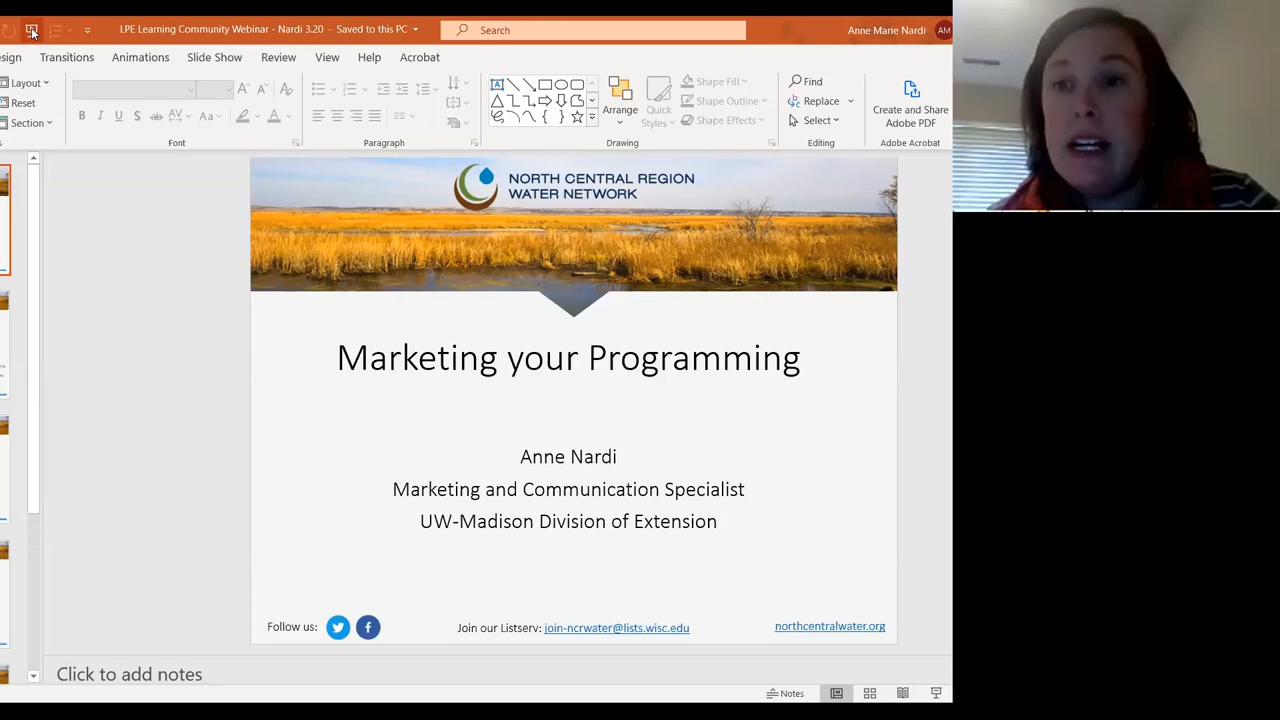 LPE Learning Community Webinar - Nardi 3.20 - Saved to this PC
Search
Anne Marie Nardi
AM
sign
Transitions
Animations
Slide Show
Review
View
Help
Acrobat
Layout
Reset
Section
Font
Paragraph
Arrange
Quick
Styles
Shape Fill
Shape Outline
Shape Effects
Drawing
Find
Replace
Select
Editing
Create and Share
Adobe PDF
Adobe Acrobat
NORTH CENTRAL REGION
WATER NETWORK
Marketing your Programming
Anne Nardi
Marketing and Communication Specialist
UW-Madison Division of Extension
Follow us:
Join our Listserv: join-ncrwater@lists.wisc.edu
northcentralwater.org
Click to add notes
Notes